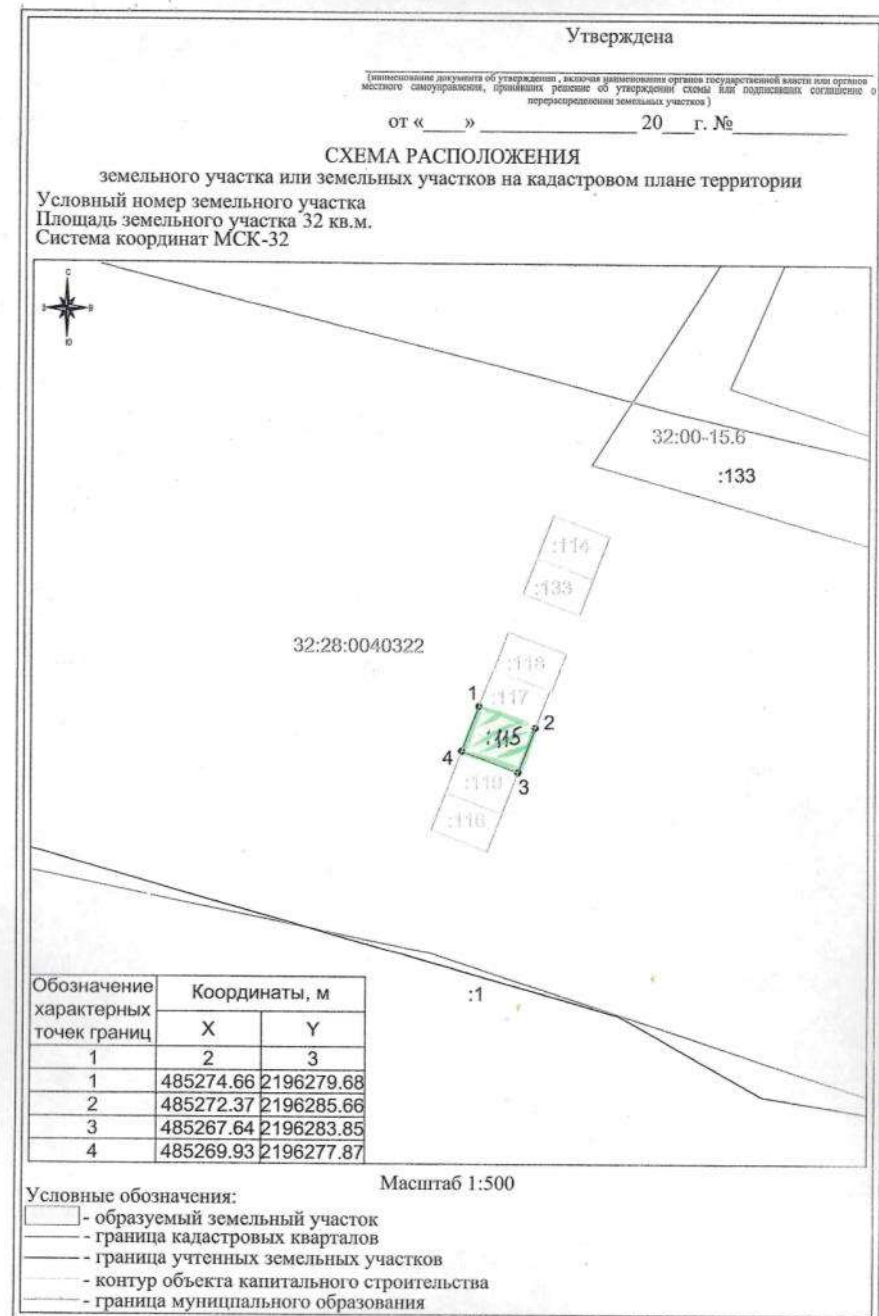 Утверждена
(наименование документа об утверждении , включая наименования органов государственной власти или органов
местного самоуправления, принявших решение об утверждении схемы или подписавших соглашение о
перераспределении земельных участков )
от «____» ______________ 20___г. №__________
СХЕМА РАСПОЛОЖЕНИЯ
земельного участка или земельных участков на кадастровом плане территории
Условный номер земельного участка
Площадь земельного участка 32 кв.м.
Система координат МСК-32
С
В
Ю
32:00-15.6
:133
:114
:133
32:28:0040322
:118
1 :117
2
:115
4
:119 3
:116
:1
Обозначение характерных точек границ Координаты, м
X Y
1 2 3
1 485274.66 2196279.68
2 485272.37 2196285.66
3 485267.64 2196283.85
4 485269.93 2196277.87
Масштаб 1:500
Условные обозначения:
- образуемый земельный участок
- граница кадастровых кварталов
- граница учтенных земельных участков
- контур объекта капитального строительства
- граница муницпального образования